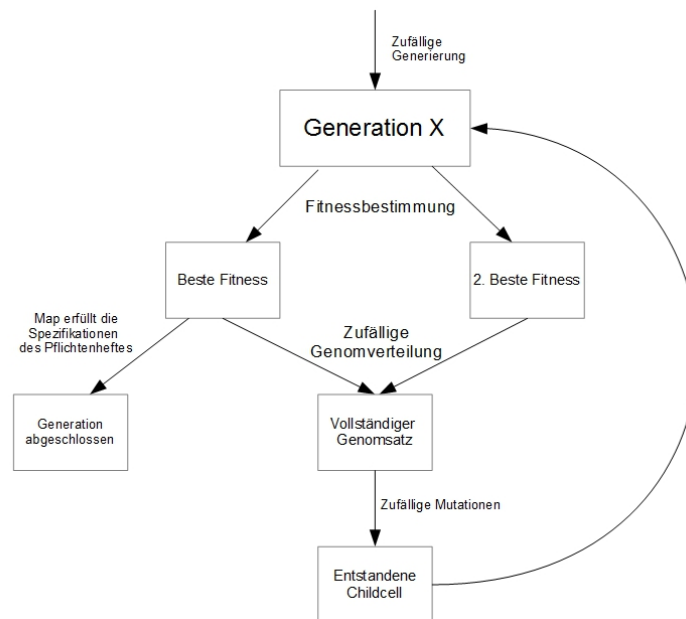 Zufällige
Generierung
Generation X
Fitnessbestimmung
Beste Fitness
2. Beste Fitness
Map erfüllt die
Spezifikationen
des Pflichtenheftes
Zufällige
Genomverteilung
Generation
abgeschlossen
Vollständiger
Genomsatz
Zufällige Mutationen
Entstandene
Childcell